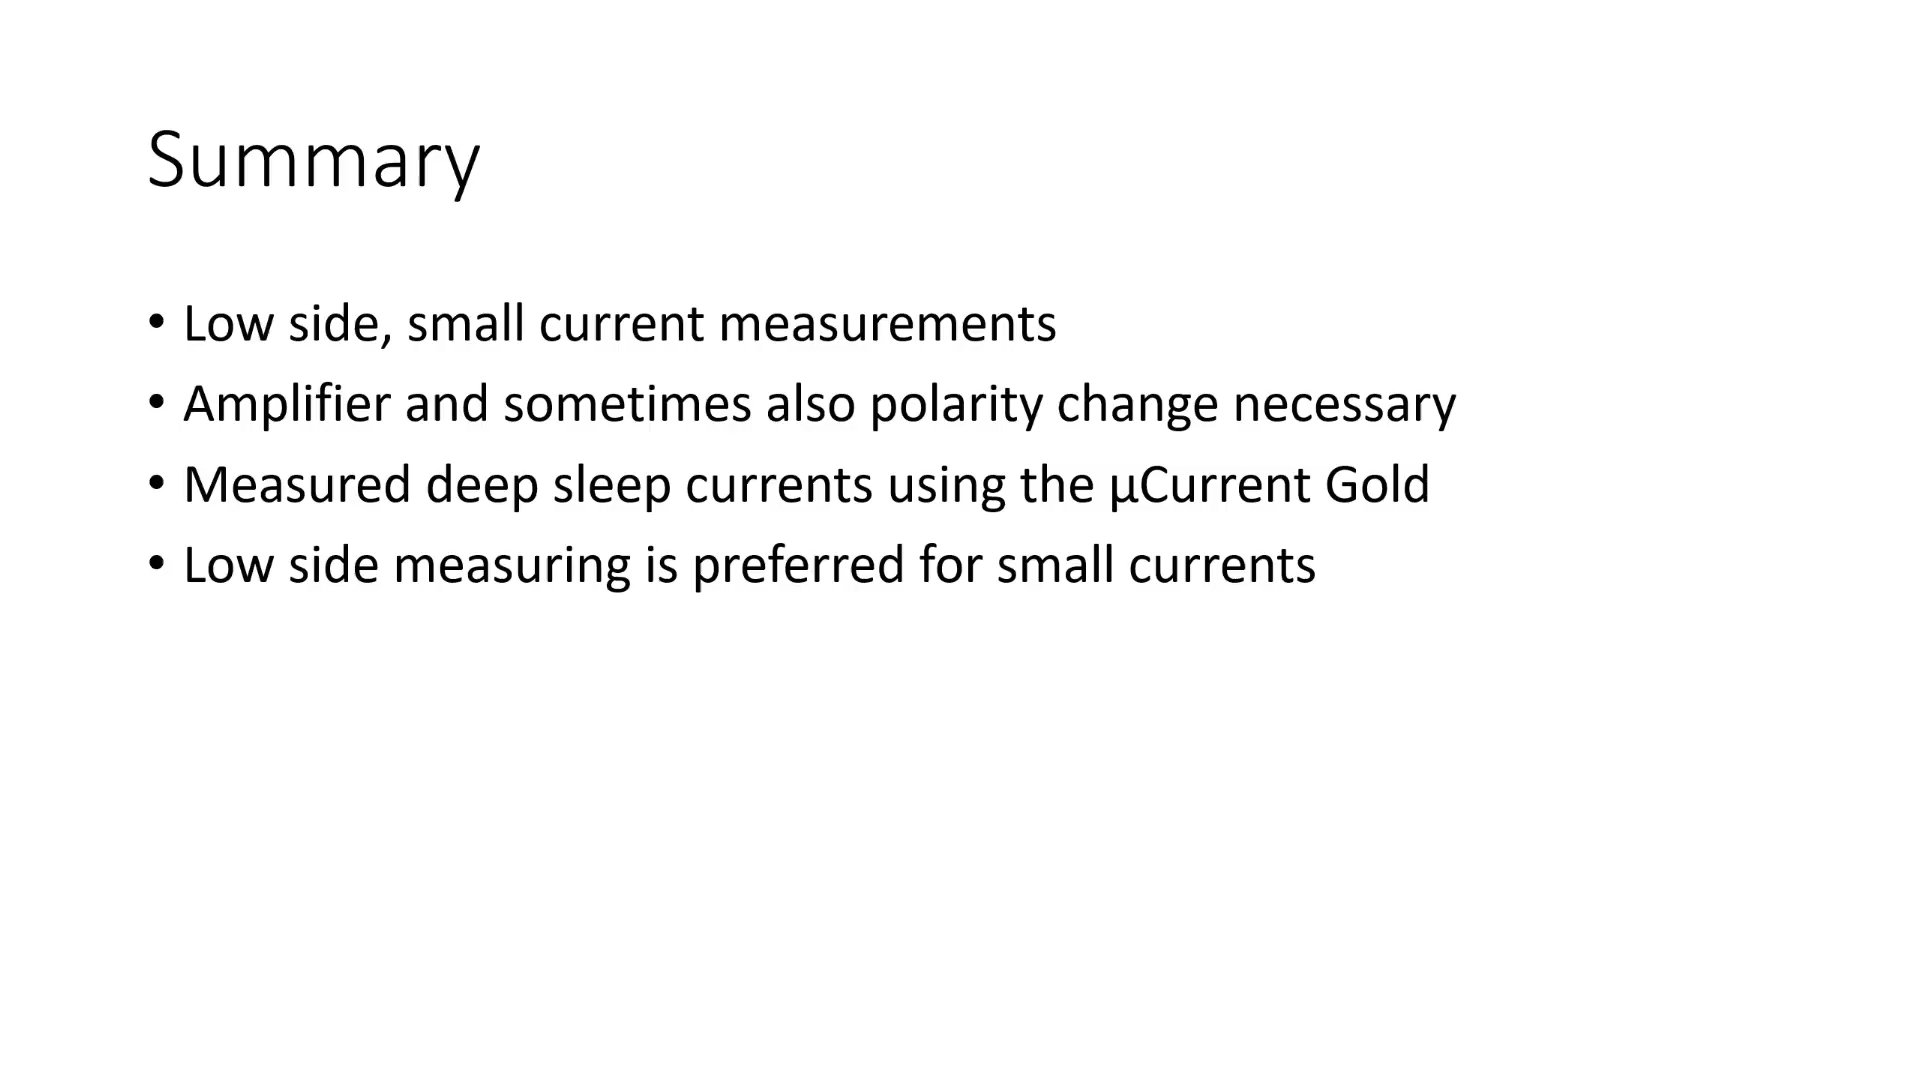 Summary
• Low side, small current measurements
• Amplifier and sometimes also polarity change necessary
• Measured deep sleep currents using the µCurrent Gold
• Low side measuring is preferred for small currents